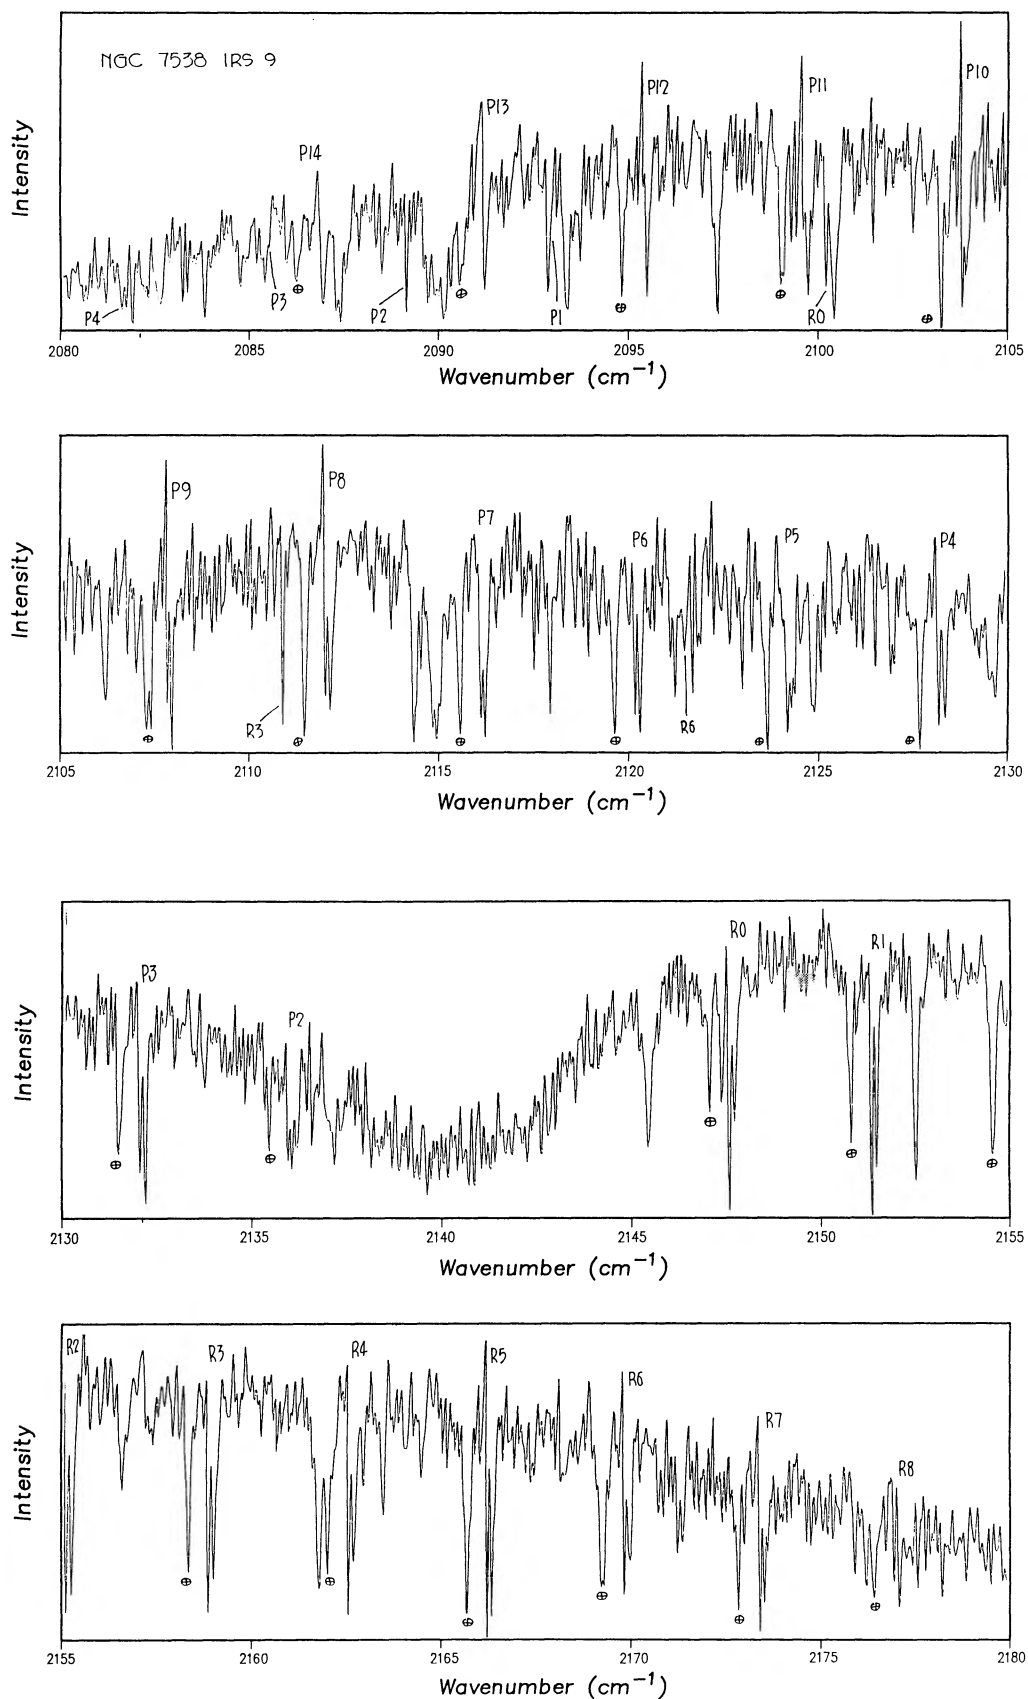 NGC 7538 IRS 9
P10
P11
P12
P13
P14
Intensity
P3
P4
P2
P1
R0
⊕ ⊕ ⊕ ⊕ ⊕
2080 2085 2090 2095 2100 2105
Wavenumber (cm⁻¹)
P9
P8
P7
P6
P5
P4
Intensity
R3
R6
⊕ ⊕ ⊕ ⊕ ⊕ ⊕
2105 2110 2115 2120 2125 2130
Wavenumber (cm⁻¹)
P3
P2
R0
R1
Intensity
⊕ ⊕ ⊕ ⊕ ⊕
2130 2135 2140 2145 2150 2155
Wavenumber (cm⁻¹)
R2
R3
R4
R5
R6
R7
R8
Intensity
⊕ ⊕ ⊕ ⊕ ⊕ ⊕
2155 2160 2165 2170 2175 2180
Wavenumber (cm⁻¹)